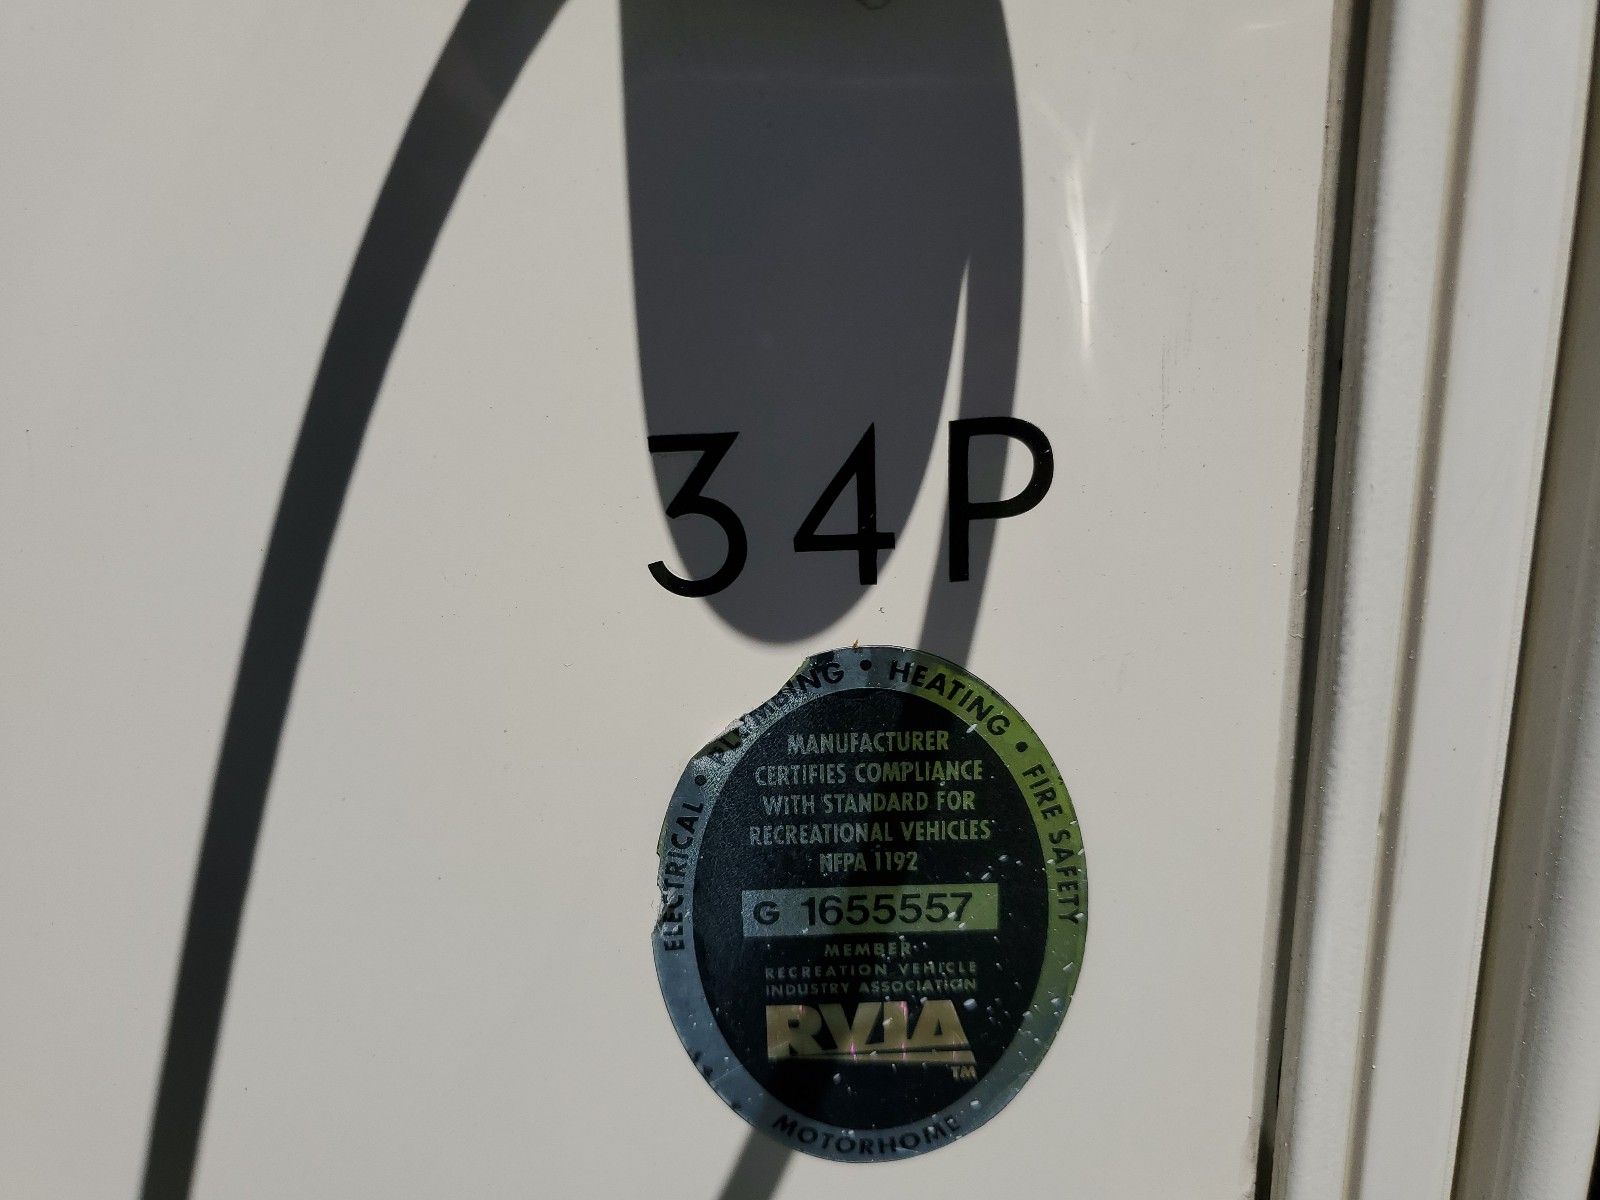 34P
ELECTRICAL • PLUMBING • HEATING • FIRE SAFETY
MANUFACTURER
CERTIFIES COMPLIANCE
WITH STANDARD FOR
RECREATIONAL VEHICLES
NFPA 1192
G 1655557
MEMBER
RECREATION VEHICLE
INDUSTRY ASSOCIATION
RVIA
TM
• MOTORHOME •